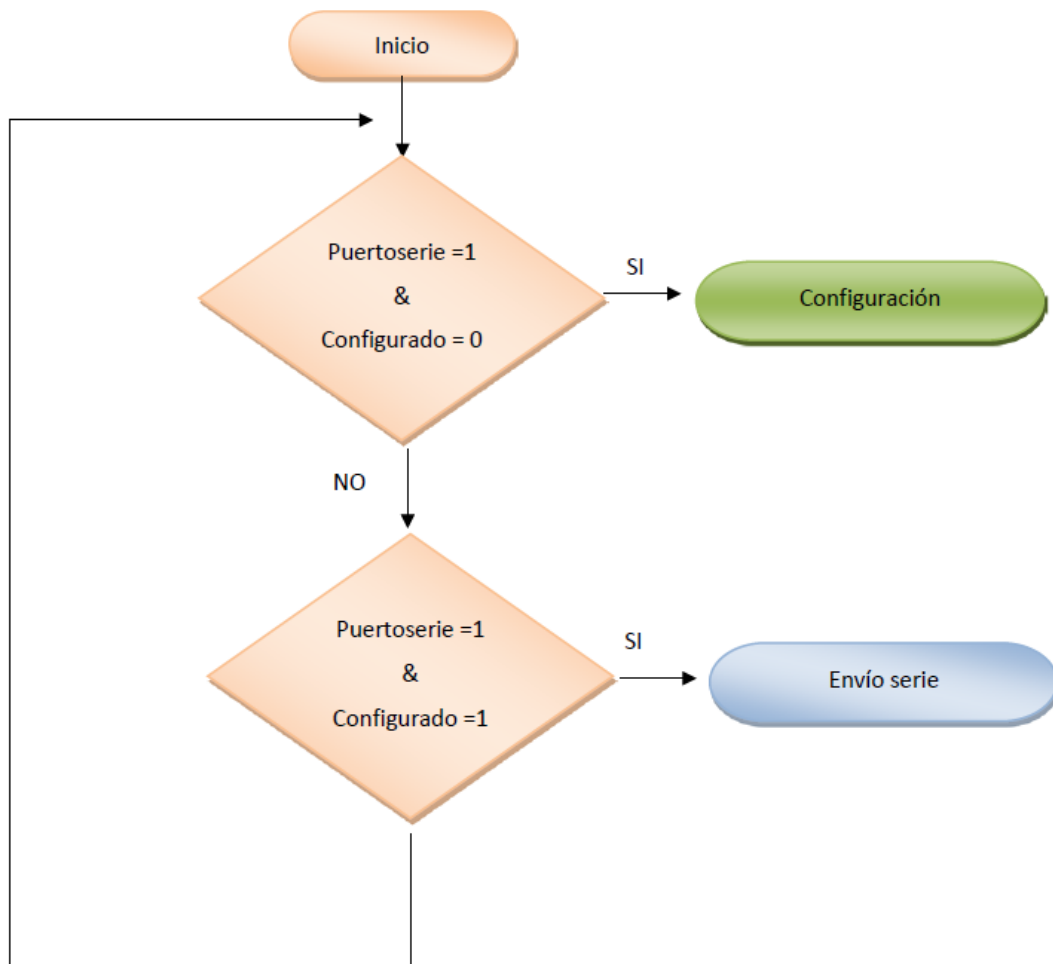 Inicio
Puertoserie =1
&
Configurado = 0
SI
Configuración
NO
Puertoserie =1
&
Configurado =1
SI
Envío serie